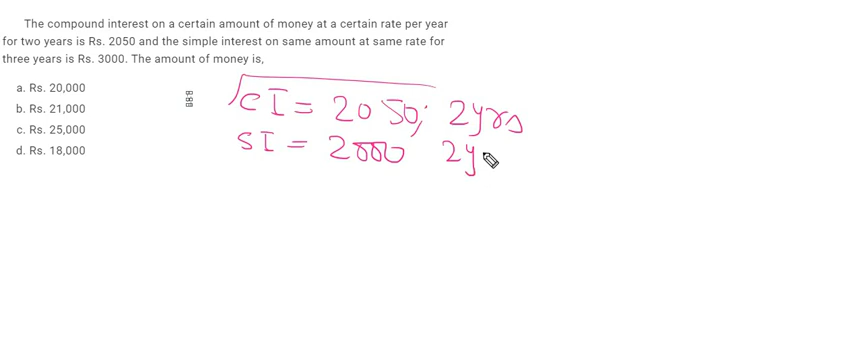 The compound interest on a certain amount of money at a certain rate per year
for two years is Rs. 2050 and the simple interest on same amount at same rate for
three years is Rs. 3000. The amount of money is,
a. Rs. 20,000
b. Rs. 21,000
c. Rs. 25,000
d. Rs. 18,000
CI = 2050; 2yrs
SI = 2000 2y